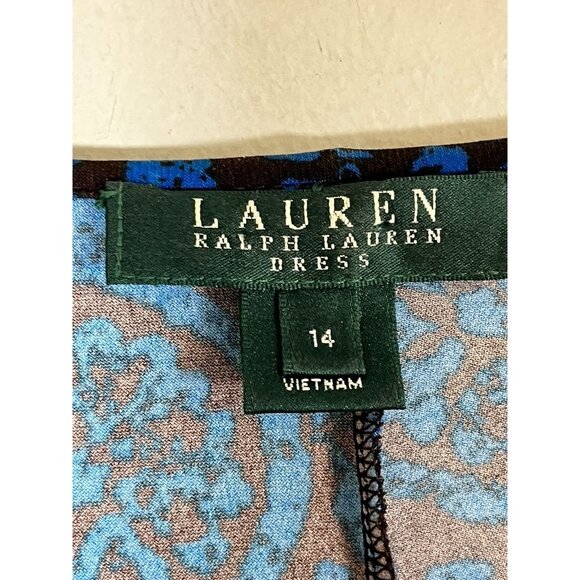 LAUREN
RALPH LAUREN
DRESS
14
VIETNAM